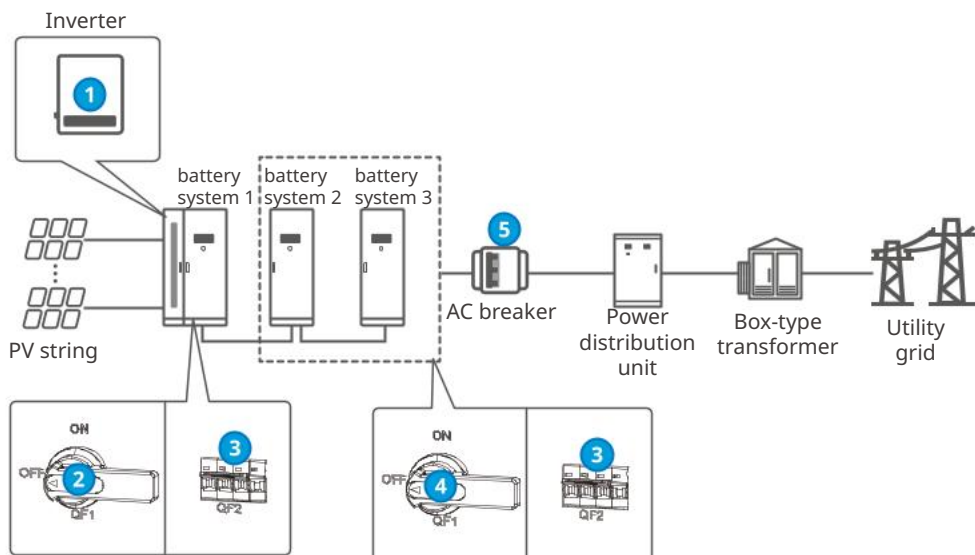 Inverter
1
battery
system 1
battery
system 2
battery
system 3
5
PV string
AC breaker
Power
distribution
unit
Box-type
transformer
Utility
grid
ON
OFF
2
QF1
3
QF2
ON
OFF
4
QF1
3
QF2